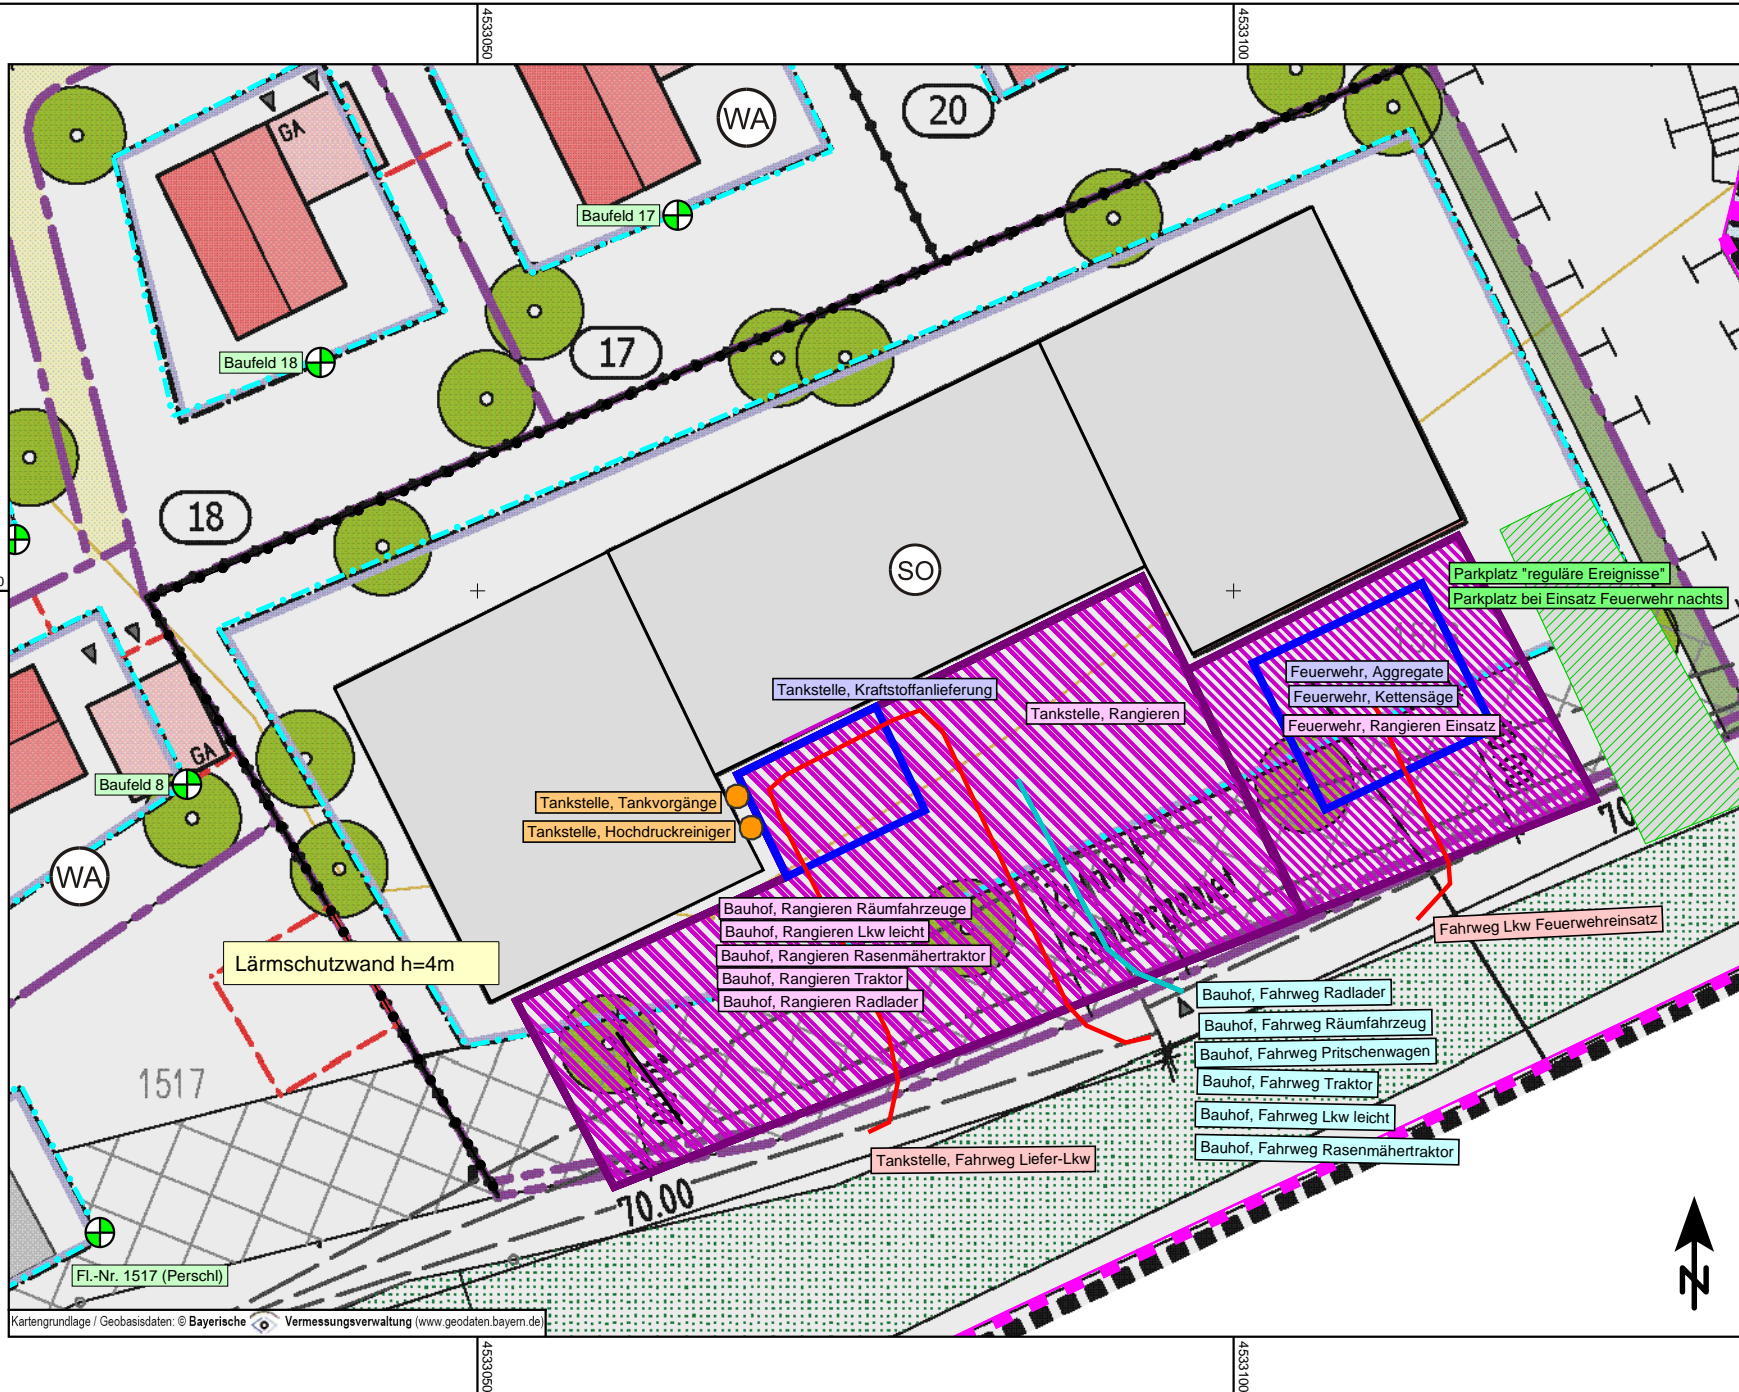 4533050
4533100
GA
WA
20
Baufeld 17
Baufeld 18
17
18
SO
Parkplatz "reguläre Ereignisse"
Parkplatz bei Einsatz Feuerwehr nachts
Feuerwehr, Aggregate
Feuerwehr, Kettensäge
Feuerwehr, Rangieren Einsatz
Tankstelle, Kraftstoffanlieferung
Tankstelle, Rangieren
GA
Baufeld 8
Tankstelle, Tankvorgänge
Tankstelle, Hochdruckreiniger
WA
Bauhof, Rangieren Räumfahrzeuge
Bauhof, Rangieren Lkw leicht
Bauhof, Rangieren Rasenmähertraktor
Bauhof, Rangieren Traktor
Bauhof, Rangieren Radlader
Fahrweg Lkw Feuerwehreinsatz
Lärmschutzwand h=4m
Bauhof, Fahrweg Radlader
Bauhof, Fahrweg Räumfahrzeug
Bauhof, Fahrweg Pritschenwagen
Bauhof, Fahrweg Traktor
Bauhof, Fahrweg Lkw leicht
Bauhof, Fahrweg Rasenmähertraktor
1517
Tankstelle, Fahrweg Liefer-Lkw
70.00
Fl.-Nr. 1517 (Perschl)
N
Kartengrundlage / Geobasisdaten: © Bayerische Vermessungsverwaltung (www.geodaten.bayern.de)
4533050
4533100